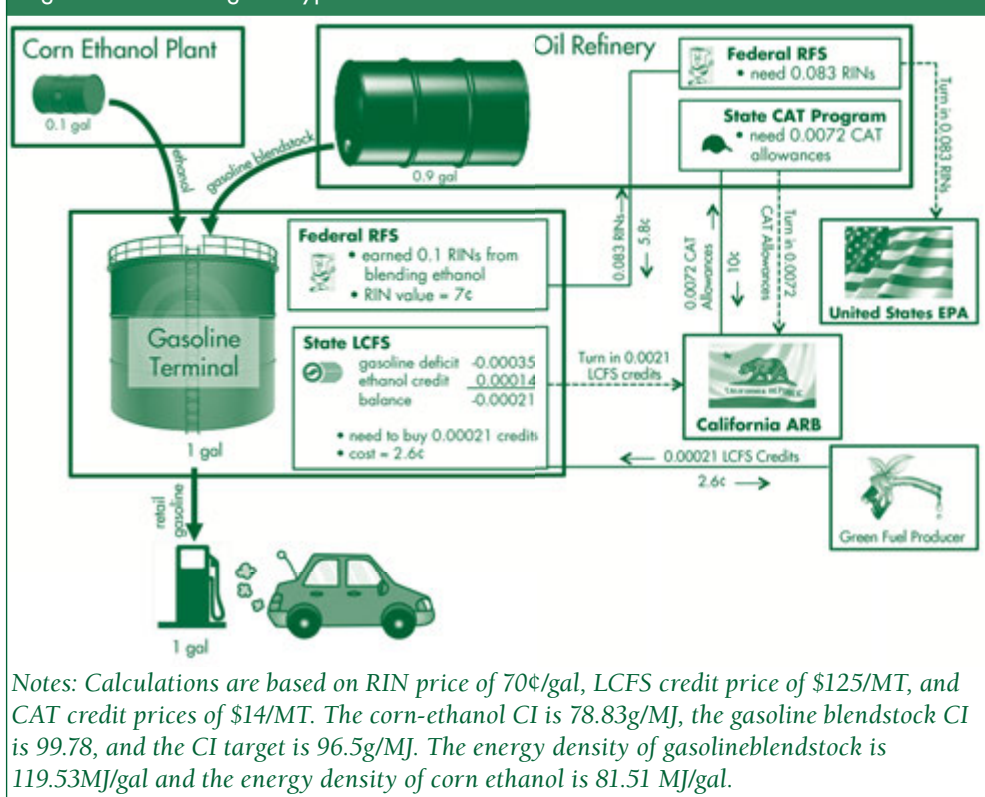 Corn Ethanol Plant
0.1 gal
ethanol
gasoline blendstock
Oil Refinery
0.9 gal
Federal RFS
• need 0.083 RINs
State CAT Program
• need 0.0072 CAT
allowances
Turn in 0.083 RINs
United States EPA
0.083 RINs
5.8¢
0.0072 CAT
Allowances
10¢
Turn in 0.0072
CAT Allowances
Gasoline
Terminal
1 gal
Federal RFS
• earned 0.1 RINs from
blending ethanol
• RIN value = 7¢
State LCFS
gasoline deficit -0.00035
ethanol credit 0.00014
balance -0.00021
• need to buy 0.00021 credits
• cost = 2.6¢
Turn in 0.0021
LCFS credits
CALIFORNIA REPUBLIC
California ARB
0.00021 LCFS Credits
2.6¢
Green Fuel Producer
retail
gasoline
1 gal
Notes: Calculations are based on RIN price of 70¢/gal, LCFS credit price of $125/MT, and
CAT credit prices of $14/MT. The corn-ethanol CI is 78.83g/MJ, the gasoline blendstock CI
is 99.78, and the CI target is 96.5g/MJ. The energy density of gasolineblendstock is
119.53MJ/gal and the energy density of corn ethanol is 81.51 MJ/gal.